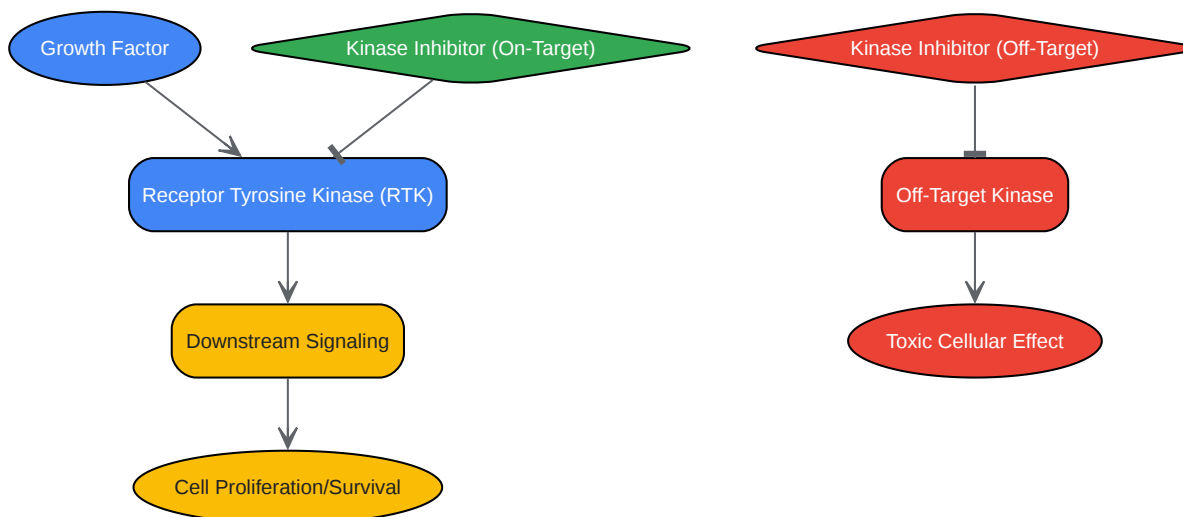 Growth Factor
Kinase Inhibitor (On-Target)
Kinase Inhibitor (Off-Target)
Receptor Tyrosine Kinase (RTK)
Off-Target Kinase
Downstream Signaling
Toxic Cellular Effect
Cell Proliferation/Survival